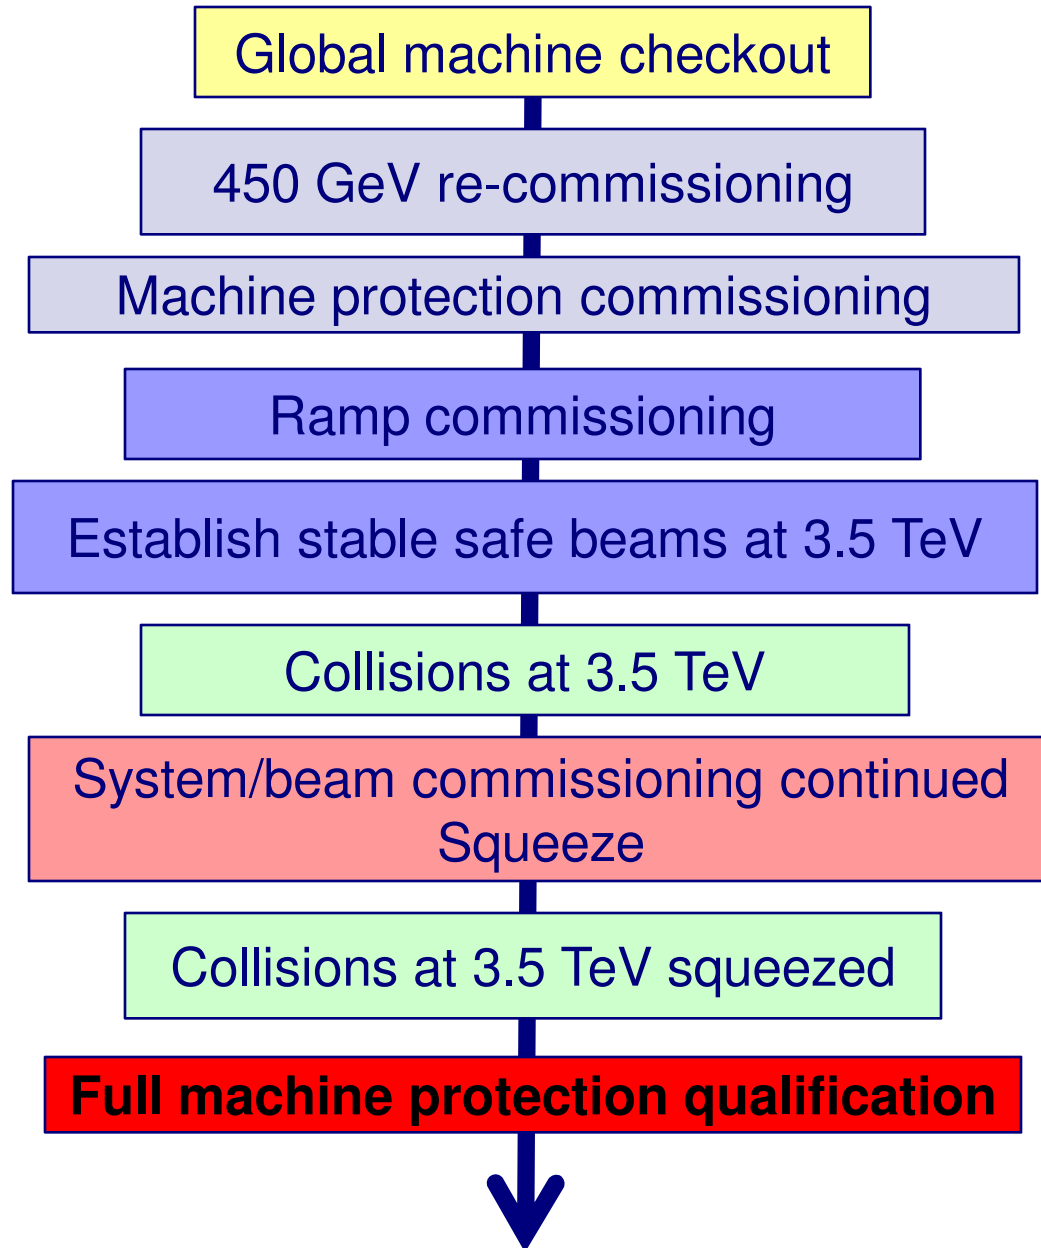 Global machine checkout
450 GeV re-commissioning
Machine protection commissioning
Ramp commissioning
Establish stable safe beams at 3.5 TeV
Collisions at 3.5 TeV
System/beam commissioning continued
Squeeze
Collisions at 3.5 TeV squeezed
Full machine protection qualification